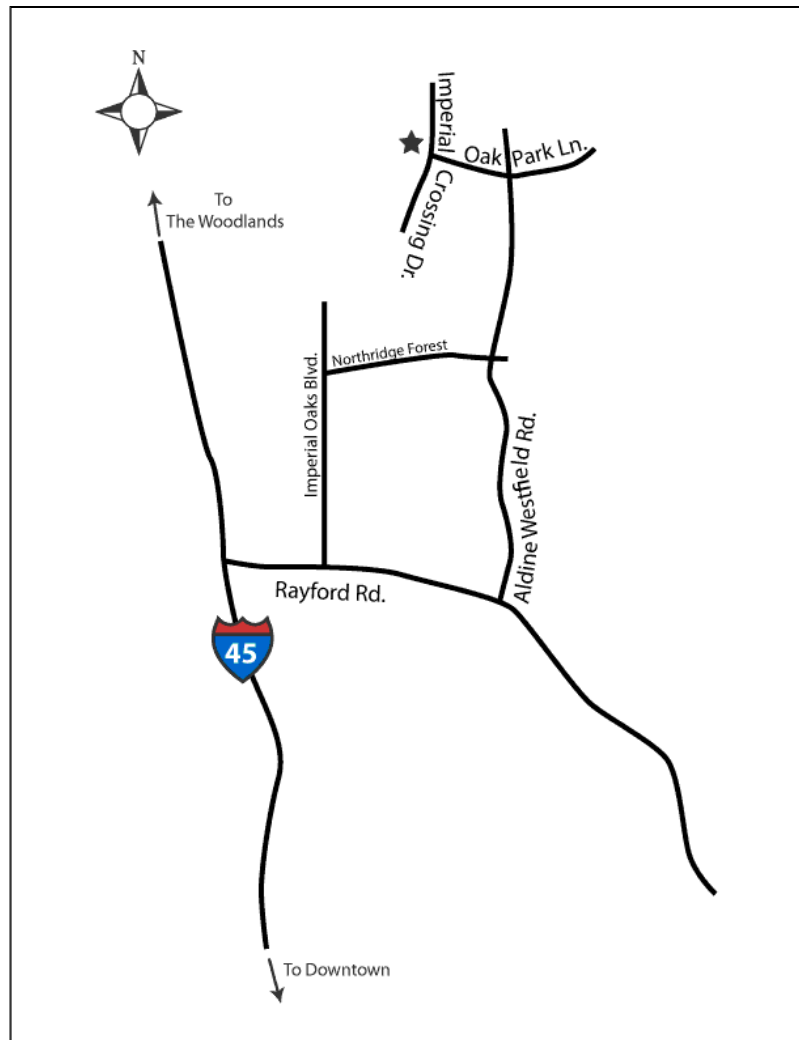 N
Imperial
Crossing Dr.
Oak Park Ln.
To
The Woodlands
Northridge Forest
Imperial Oaks Blvd.
Aldine Westfield Rd.
Rayford Rd.
45
To Downtown